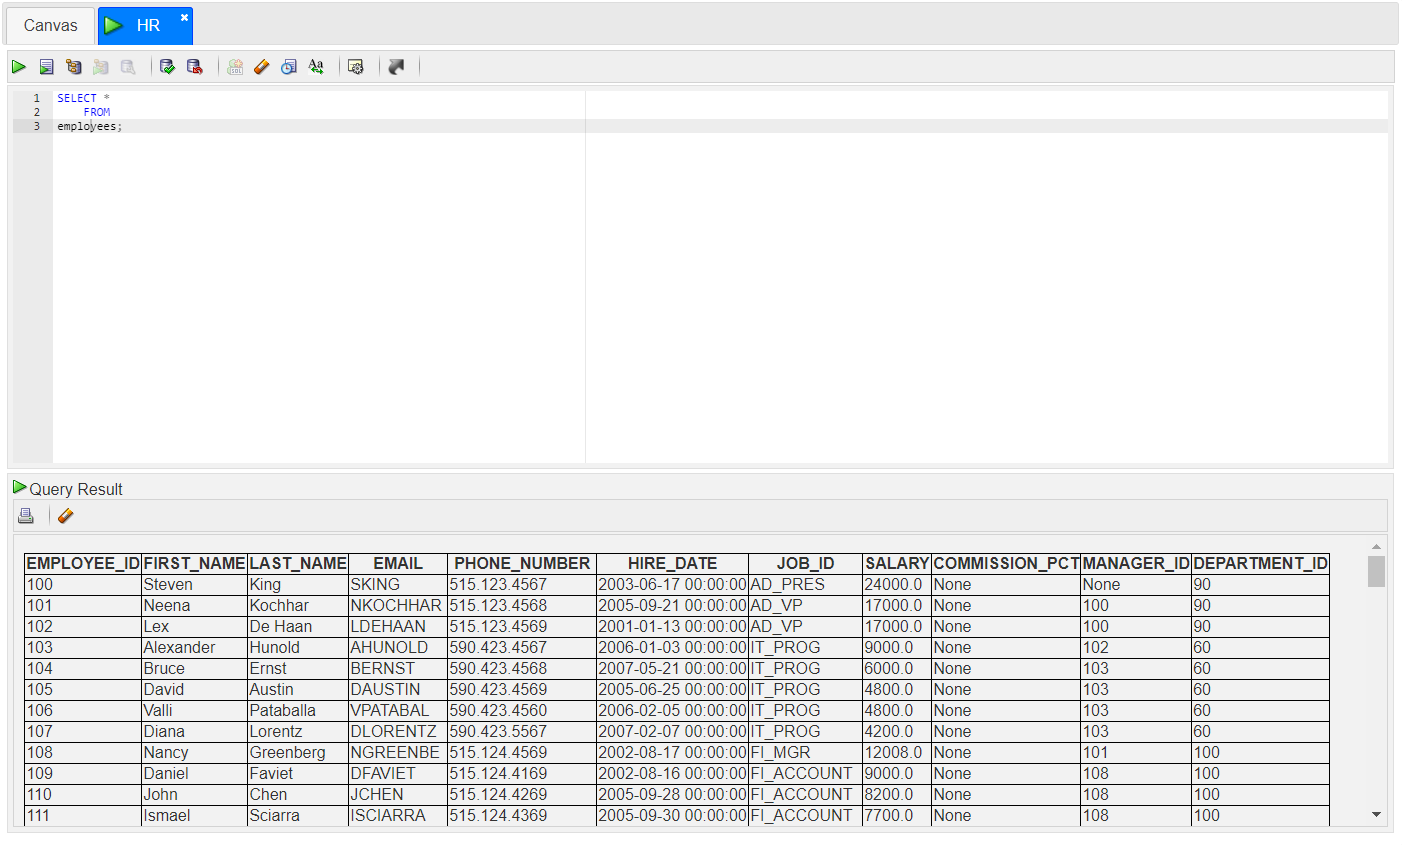 Canvas HR
1 SELECT *
2 FROM
3 employees;
Query Result
EMPLOYEE_ID FIRST_NAME LAST_NAME EMAIL PHONE_NUMBER HIRE_DATE JOB_ID SALARY COMMISSION_PCT MANAGER_ID DEPARTMENT_ID
100 Steven King SKING 515.123.4567 2003-06-17 00:00:00 AD_PRES 24000.0 None None 90
101 Neena Kochhar NKOCHHAR 515.123.4568 2005-09-21 00:00:00 AD_VP 17000.0 None 100 90
102 Lex De Haan LDEHAAN 515.123.4569 2001-01-13 00:00:00 AD_VP 17000.0 None 100 90
103 Alexander Hunold AHUNOLD 590.423.4567 2006-01-03 00:00:00 IT_PROG 9000.0 None 102 60
104 Bruce Ernst BERNST 590.423.4568 2007-05-21 00:00:00 IT_PROG 6000.0 None 103 60
105 David Austin DAUSTIN 590.423.4569 2005-06-25 00:00:00 IT_PROG 4800.0 None 103 60
106 Valli Pataballa VPATABAL 590.423.4560 2006-02-05 00:00:00 IT_PROG 4800.0 None 103 60
107 Diana Lorentz DLORENTZ 590.423.5567 2007-02-07 00:00:00 IT_PROG 4200.0 None 103 60
108 Nancy Greenberg NGREENBE 515.124.4569 2002-08-17 00:00:00 FI_MGR 12008.0 None 101 100
109 Daniel Faviet DFAVIET 515.124.4169 2002-08-16 00:00:00 FI_ACCOUNT 9000.0 None 108 100
110 John Chen JCHEN 515.124.4269 2005-09-28 00:00:00 FI_ACCOUNT 8200.0 None 108 100
111 Ismael Sciarra ISCIARRA 515.124.4369 2005-09-30 00:00:00 FI_ACCOUNT 7700.0 None 108 100